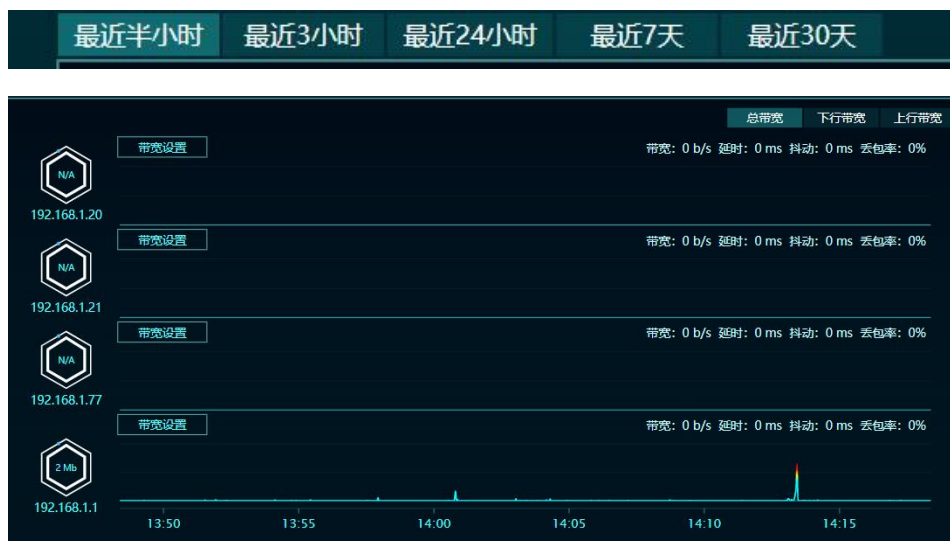 最近半小时 最近3小时 最近24小时 最近7天 最近30天
总带宽 下行带宽 上行带宽
带宽设置 带宽: 0 b/s 延时: 0 ms 抖动: 0 ms 丢包率: 0%
N/A
192.168.1.20
带宽设置 带宽: 0 b/s 延时: 0 ms 抖动: 0 ms 丢包率: 0%
N/A
192.168.1.21
带宽设置 带宽: 0 b/s 延时: 0 ms 抖动: 0 ms 丢包率: 0%
N/A
192.168.1.77
带宽设置 带宽: 0 b/s 延时: 0 ms 抖动: 0 ms 丢包率: 0%
2 Mb
192.168.1.1
13:50 13:55 14:00 14:05 14:10 14:15